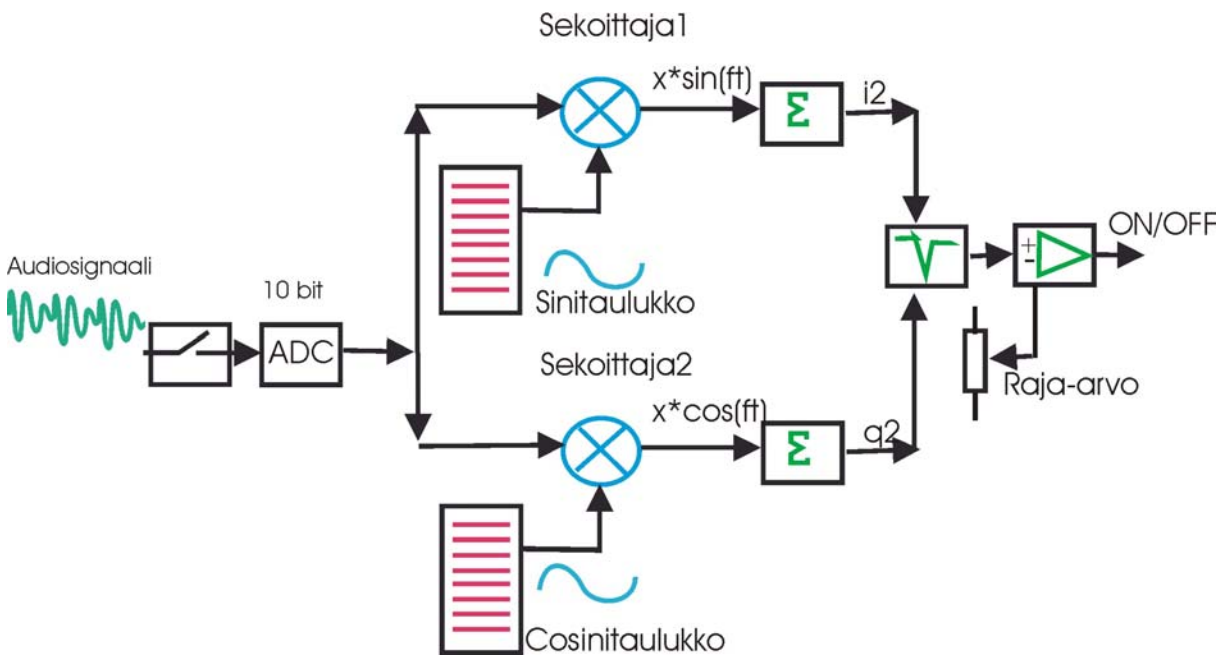 Sekoittaja1
x*sin(ft)
Σ
i2
Sinitaulukko
Audiosignaali
10 bit
ADC
+
-
ON/OFF
Raja-arvo
Sekoittaja2
x*cos(ft)
Σ
q2
Cosinitaulukko